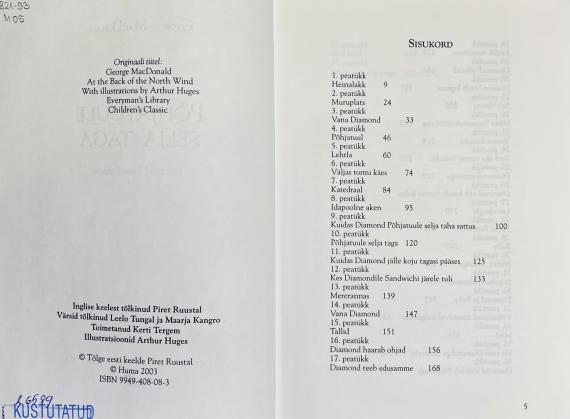 821-93
M05
Originaali tiitel:
George MacDonald
At the Back of the North Wind
With illustrations by Arthur Huges
Everyman's Library
Children's Classic
Inglise keelest tõlkinud Piret Ruustal
Värsid tõlkinud Leelo Tungal ja Maarja Kangro
Toimetanud Kerti Tergem
Illustratsioonid Arthur Huges
© Tõlge eesti keelde Piret Ruustal
© Huma 2003
ISBN 9949-408-08-3
KUSTUTATUD
SISUKORD
1. peatükk
Heinalakk 9
2. peatükk
Muruplats 24
3. peatükk
Vana Diamond 33
4. peatükk
Põhjatuul 46
5. peatükk
Lehtla 60
6. peatükk
Väljas tormi käes 74
7. peatükk
Katedraal 84
8. peatükk
Idapoolne aken 95
9. peatükk
Kuidas Diamond Põhjatuule selja taha sattus 100
10. peatükk
Põhjatuule selja taga 120
11. peatükk
Kuidas Diamond jälle koju tagasi pääses 125
12. peatükk
Kes Diamondile Sandwichi järele tuli 133
13. peatükk
Mererannas 139
14. peatükk
Vana Diamond 147
15. peatükk
Tallid 151
16. peatükk
Diamond haarab ohjad 156
17. peatükk
Diamond teeb edusamme 168
5